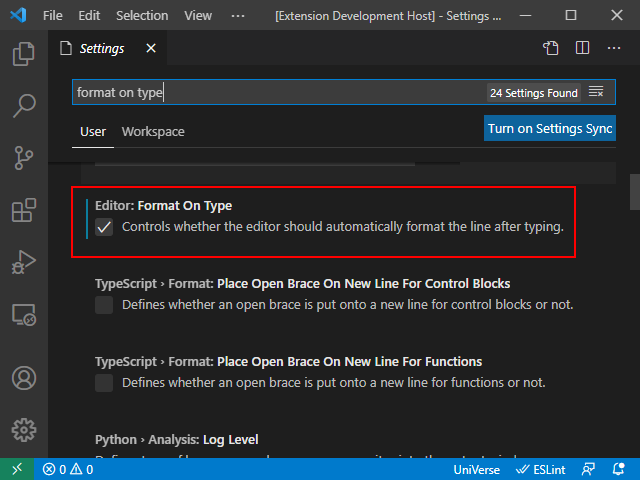 File Edit Selection View ··· [Extension Development Host] - Settings ...
Settings
format on type
24 Settings Found
User Workspace
Turn on Settings Sync
Editor: Format On Type
Controls whether the editor should automatically format the line after typing.
TypeScript › Format: Place Open Brace On New Line For Control Blocks
Defines whether an open brace is put onto a new line for control blocks or not.
TypeScript › Format: Place Open Brace On New Line For Functions
Defines whether an open brace is put onto a new line for functions or not.
Python › Analysis: Log Level
0 0 UniVerse ESLint